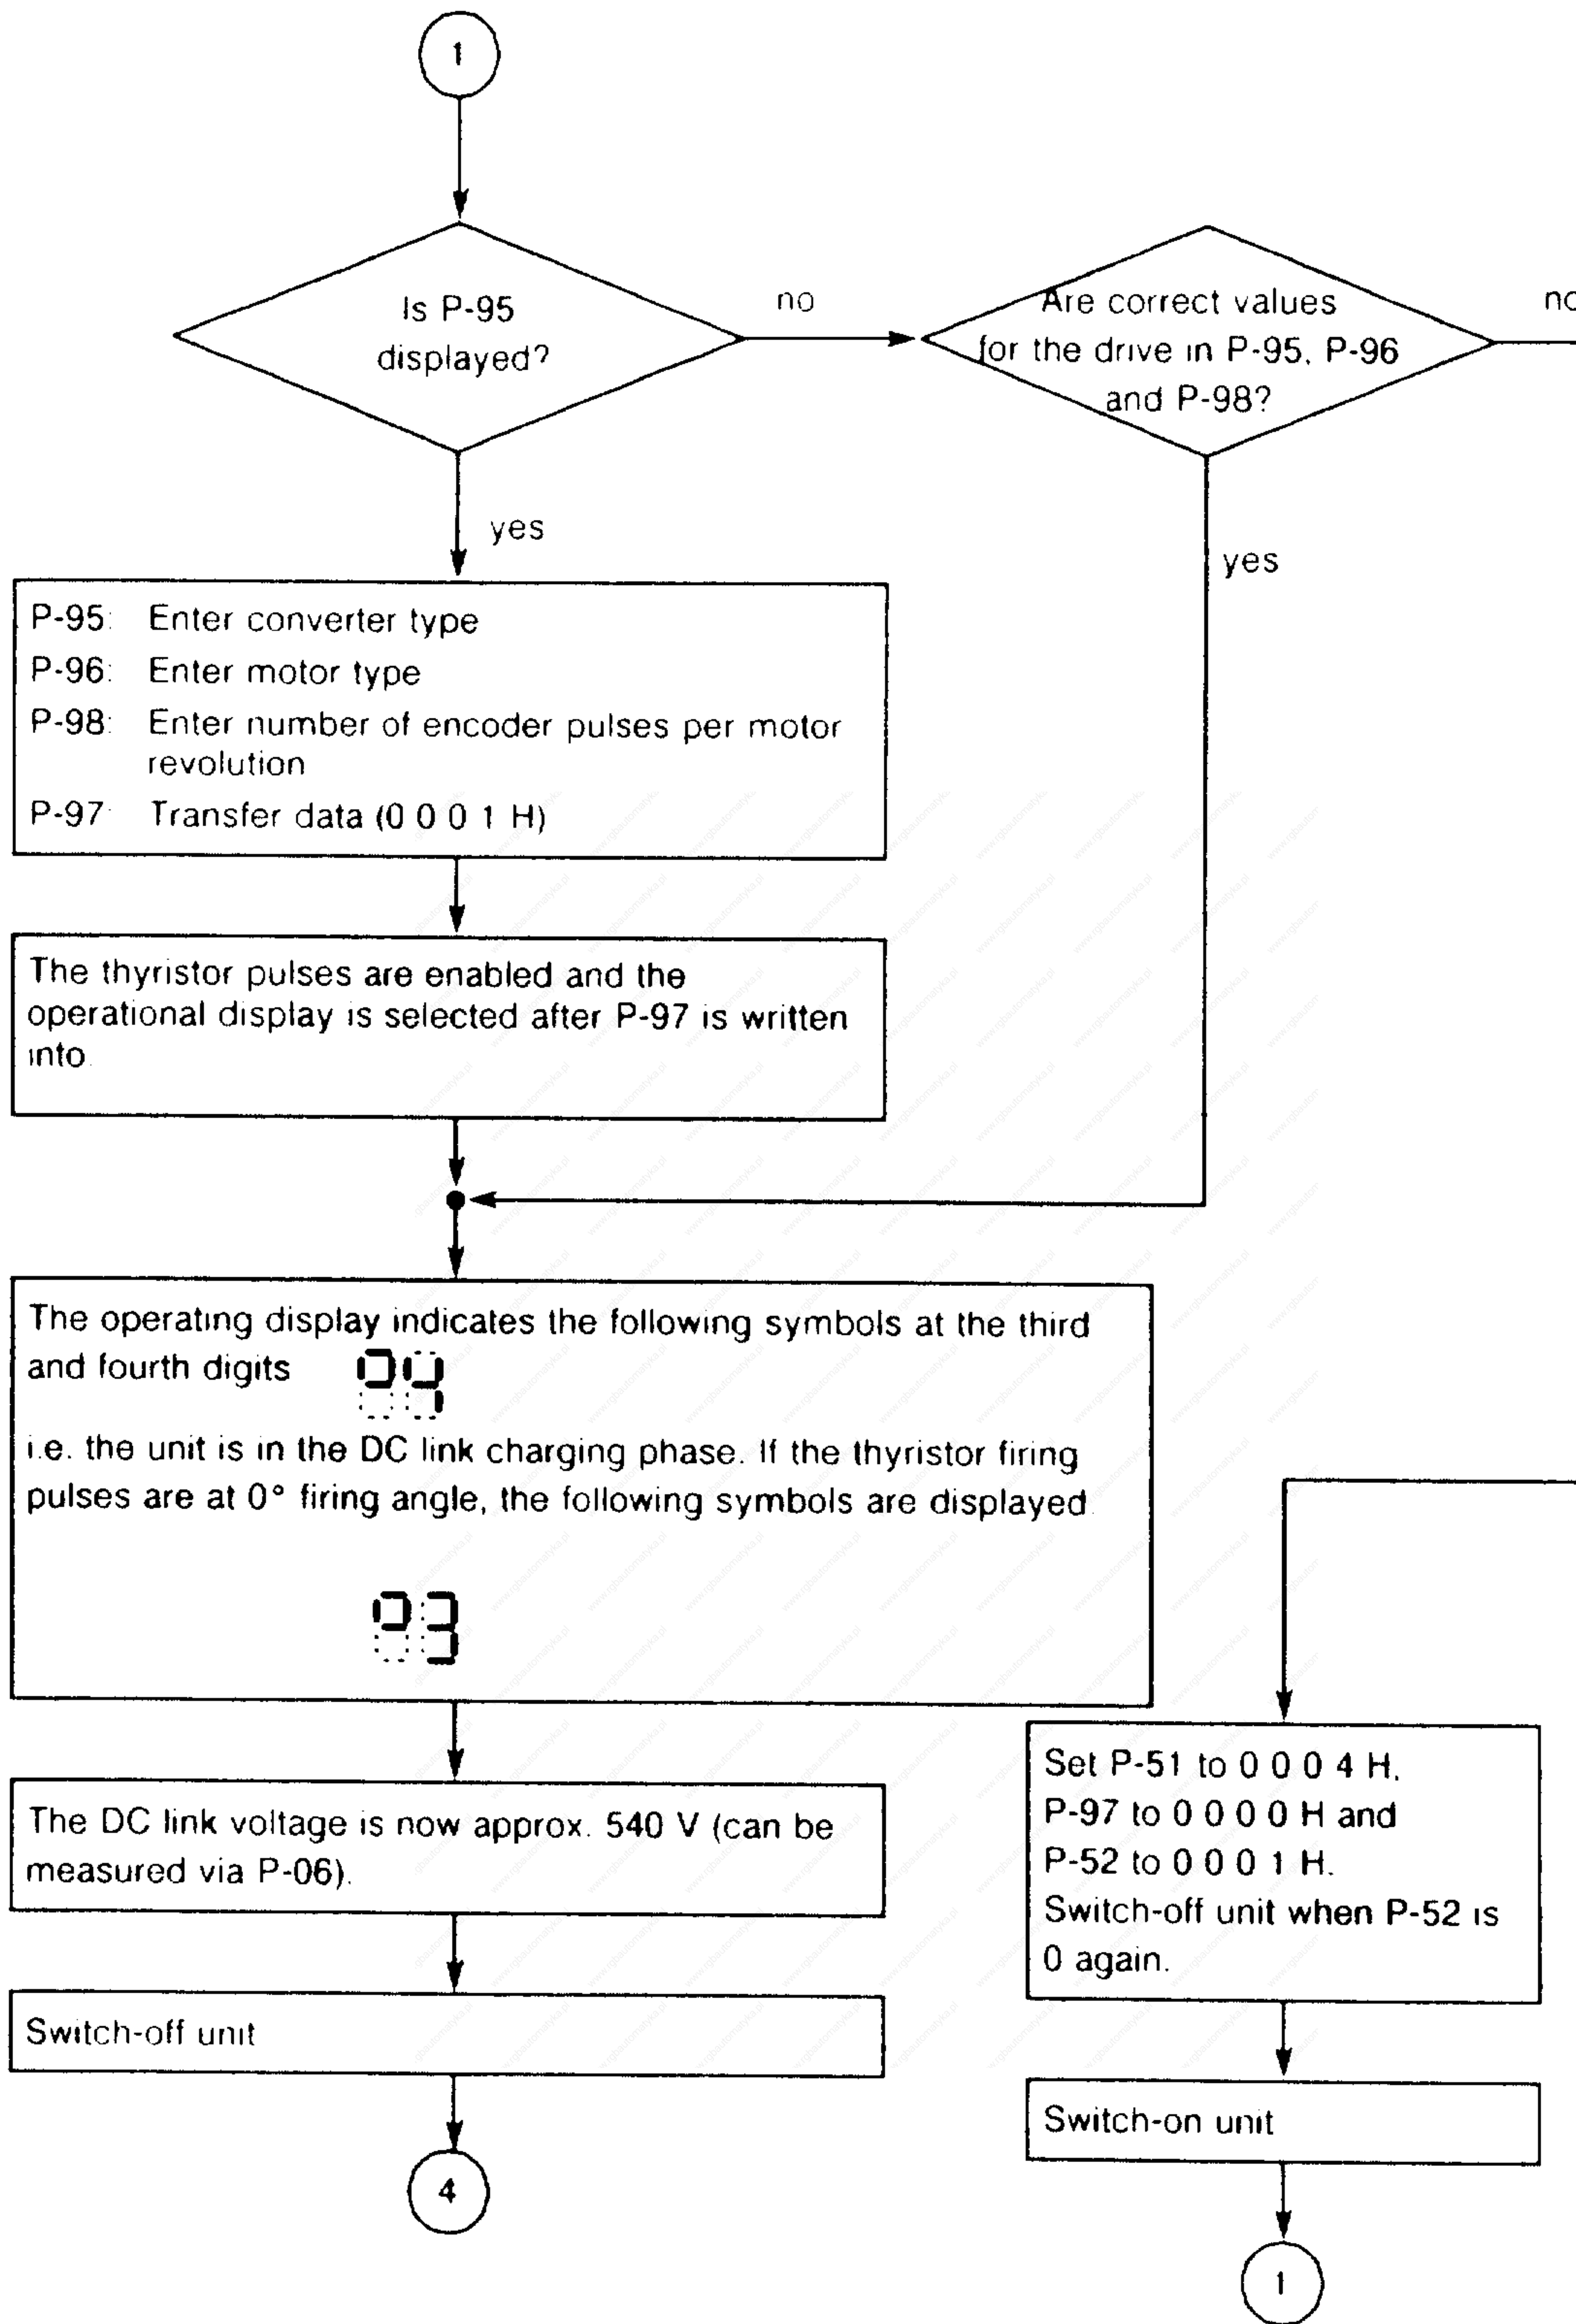 1
Is P-95
displayed?
no
Are correct values
for the drive in P-95, P-96
and P-98?
no
yes
yes
P-95: Enter converter type
P-96: Enter motor type
P-98: Enter number of encoder pulses per motor
revolution
P-97: Transfer data (0 0 0 1 H)
The thyristor pulses are enabled and the
operational display is selected after P-97 is written
into.
The operating display indicates the following symbols at the third
and fourth digits
i.e. the unit is in the DC link charging phase. If the thyristor firing
pulses are at 0° firing angle, the following symbols are displayed.
The DC link voltage is now approx. 540 V (can be
measured via P-06).
Switch-off unit
4
Set P-51 to 0 0 0 4 H,
P-97 to 0 0 0 0 H and
P-52 to 0 0 0 1 H.
Switch-off unit when P-52 is
0 again.
Switch-on unit
1
www.rgbautomatyka.pl